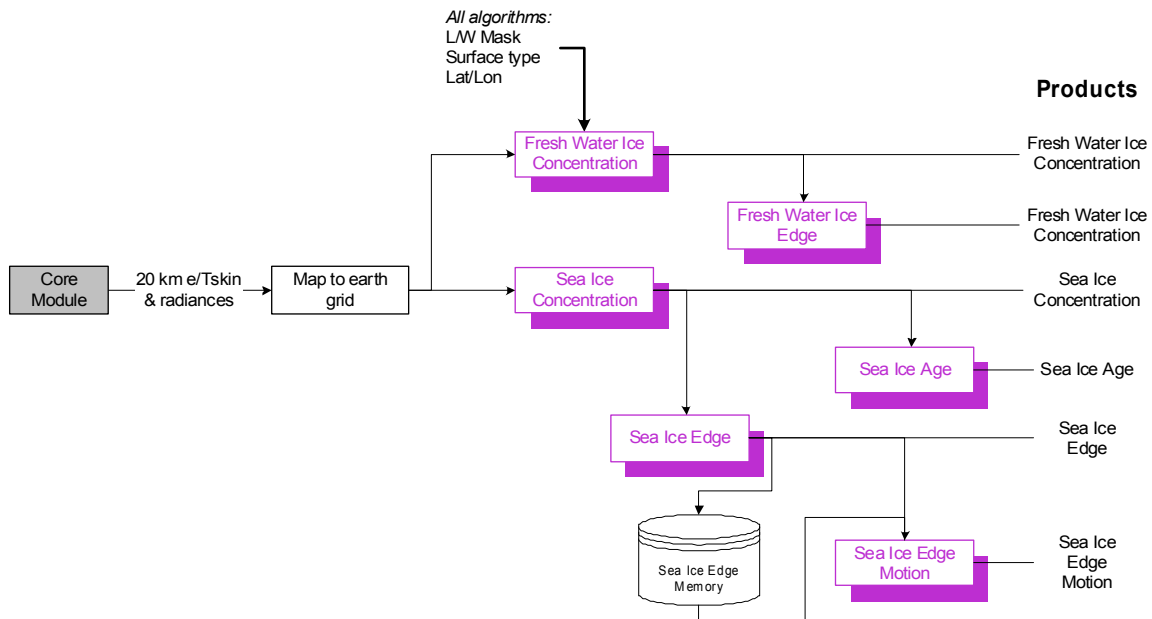 All algorithms:
L/W Mask
Surface type
Lat/Lon
Products
Fresh Water Ice
Concentration
Fresh Water Ice
Concentration
Fresh Water Ice
Edge
Fresh Water Ice
Concentration
Core
Module
20 km e/Tskin
& radiances
Map to earth
grid
Sea Ice
Concentration
Sea Ice
Concentration
Sea Ice Age
Sea Ice Age
Sea Ice Edge
Sea Ice
Edge
Sea Ice Edge
Memory
Sea Ice Edge
Motion
Sea Ice
Edge
Motion